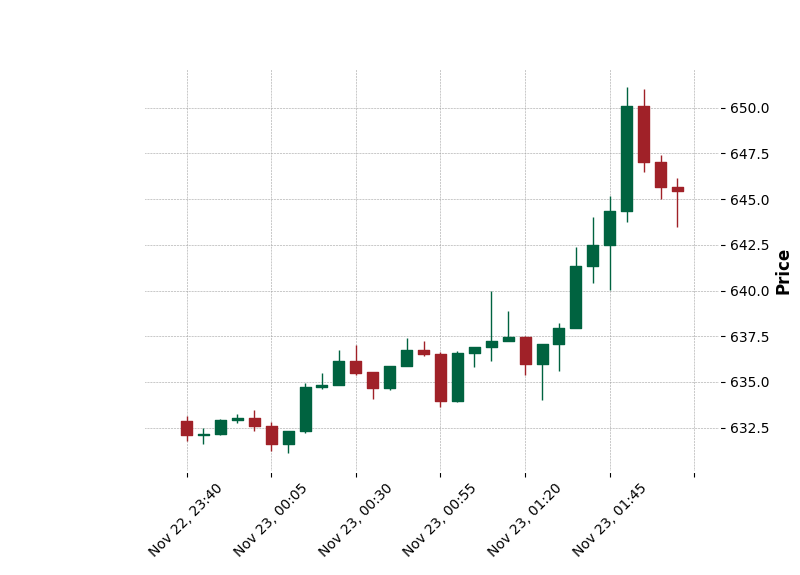 650.0
647.5
645.0
642.5
640.0
637.5
635.0
632.5
Price
Nov 22, 23:40
Nov 23, 00:05
Nov 23, 00:30
Nov 23, 00:55
Nov 23, 01:20
Nov 23, 01:45